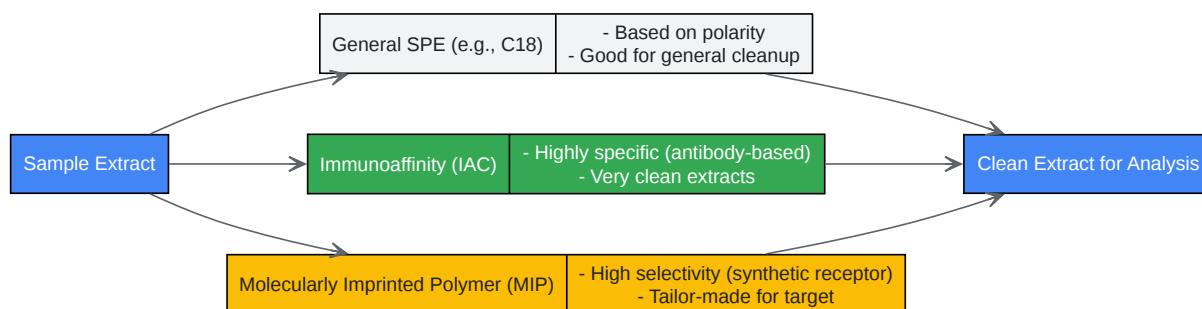 General SPE (e.g., C18)
- Based on polarity
- Good for general cleanup
Sample Extract
Immunoaffinity (IAC)
- Highly specific (antibody-based)
- Very clean extracts
Clean Extract for Analysis
Molecularly Imprinted Polymer (MIP)
- High selectivity (synthetic receptor)
- Tailor-made for target